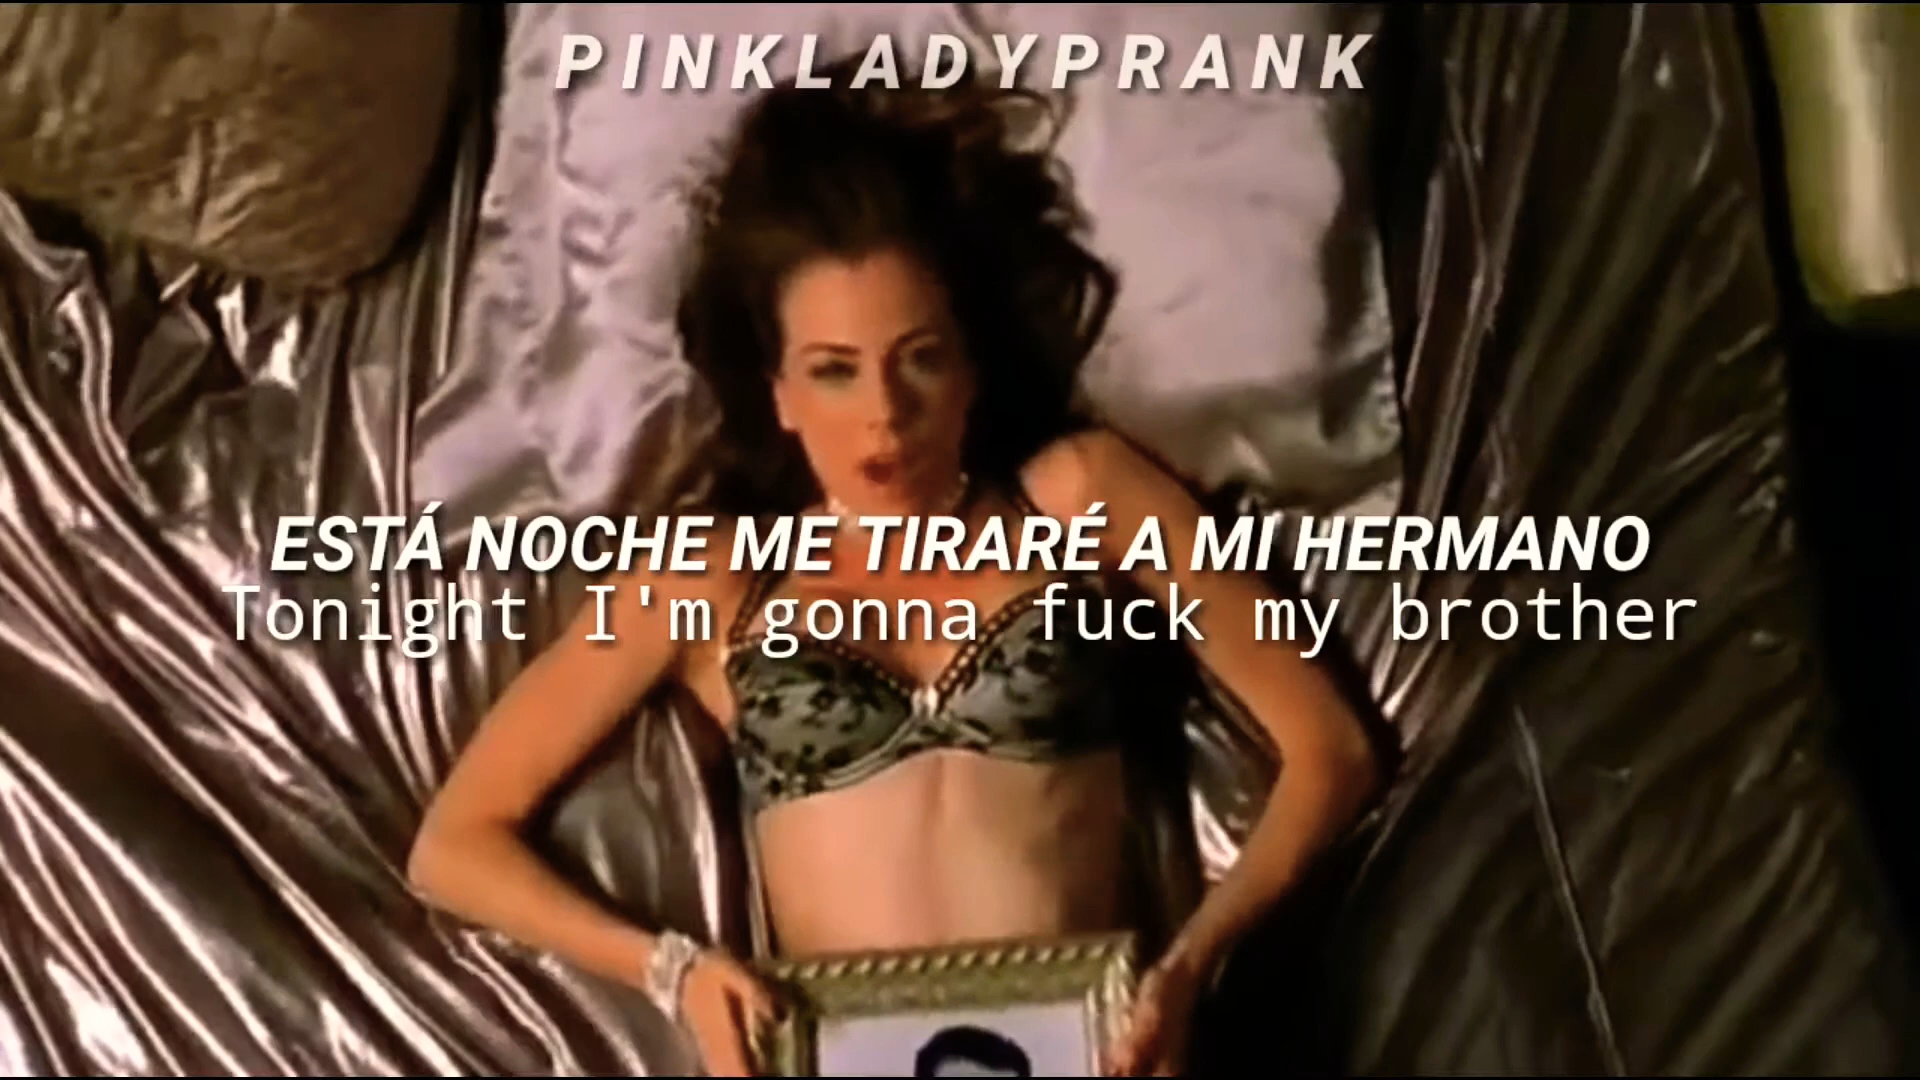 PINKLADYPRANK
ESTÁ NOCHE ME TIRARÉ A MI HERMANO
Tonight I'm gonna fuck my brother